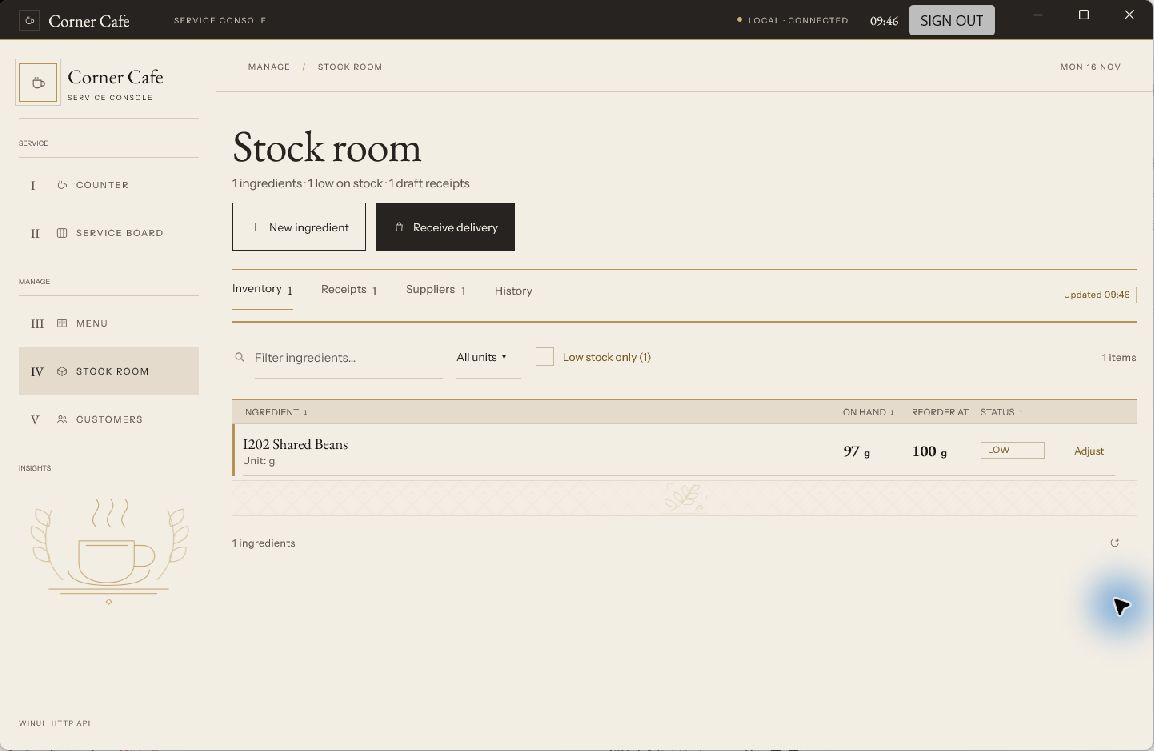 Corner Cafe
SERVICE CONSOLE
LOCAL · CONNECTED
09:46
SIGN OUT
Corner Cafe
SERVICE CONSOLE
MANAGE / STOCK ROOM
MON 16 NOV
SERVICE
I COUNTER
II SERVICE BOARD
MANAGE
III MENU
IV STOCK ROOM
V CUSTOMERS
INSIGHTS
Stock room
1 ingredients · 1 low on stock · 1 draft receipts
New ingredient
Receive delivery
Inventory 1
Receipts 1
Suppliers 1
History
Updated 09:46
Filter ingredients...
All units
Low stock only (1)
1 items
INGREDIENT ↓
ON HAND ↓
REORDER AT
STATUS
1202 Shared Beans
97 g
100 g
LOW
Adjust
Unit: g
1 ingredients
WINUI HTTP API